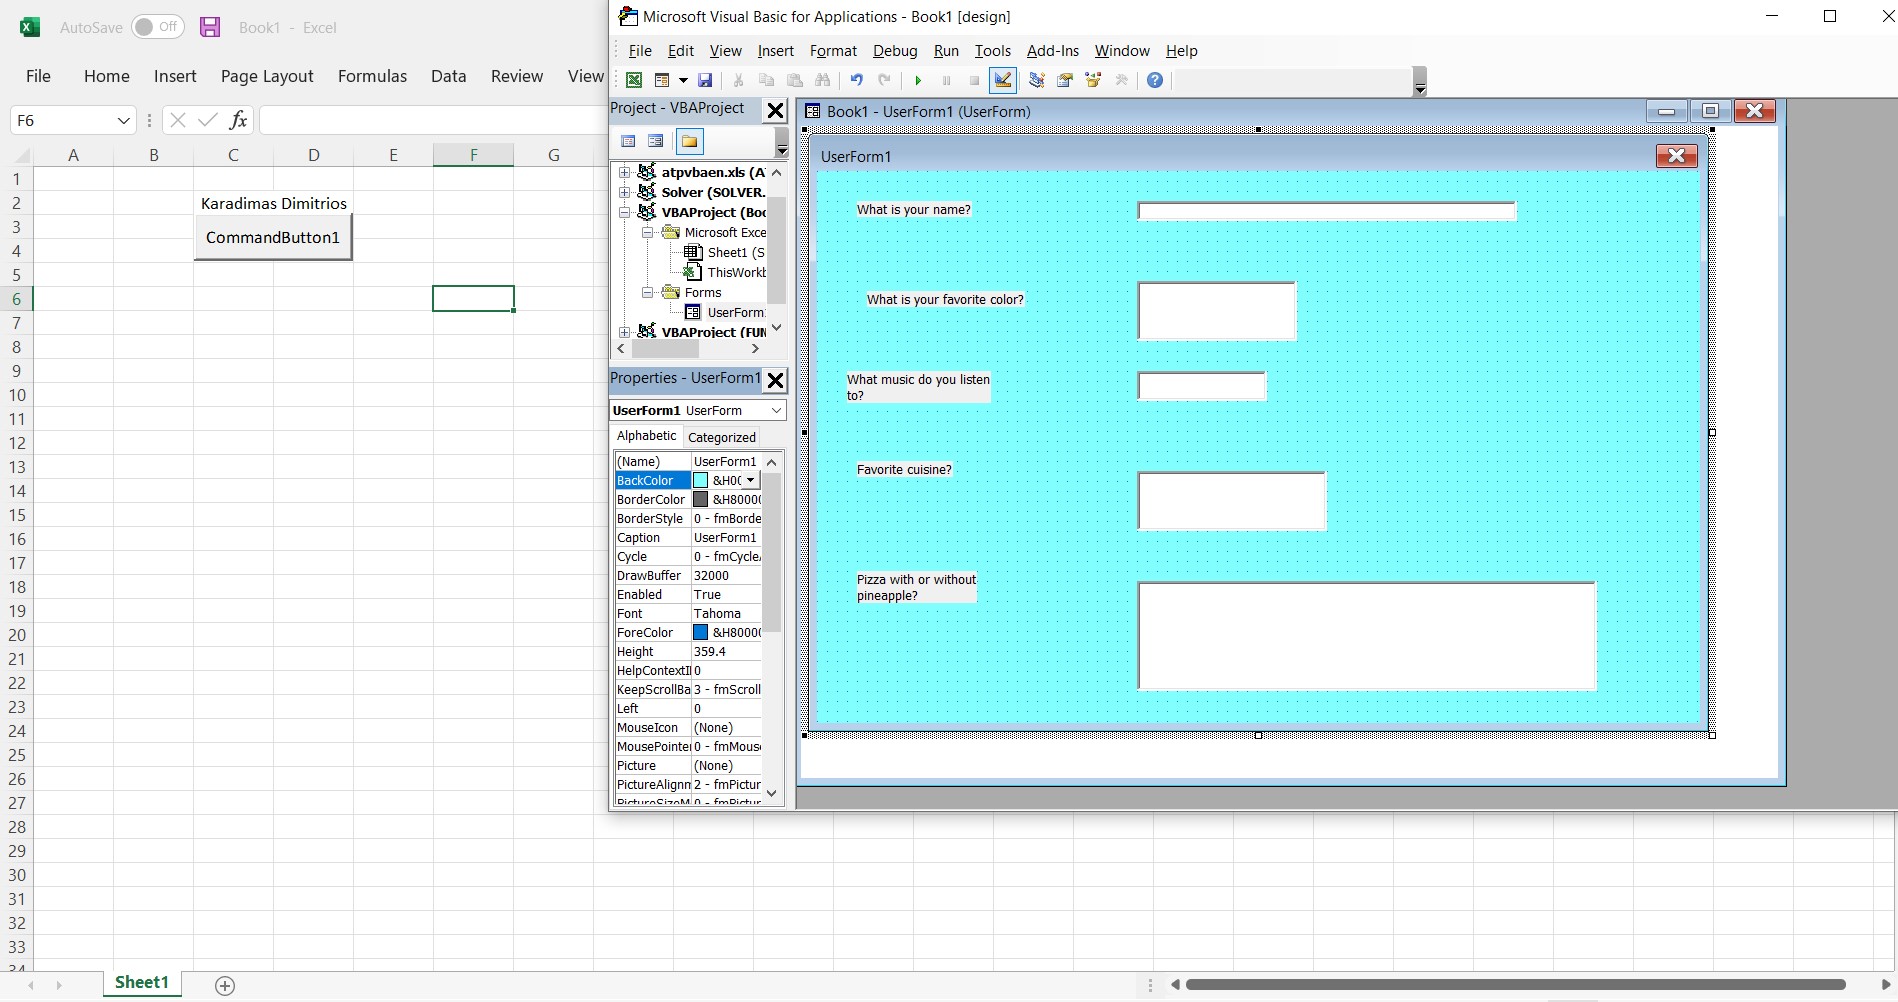 AutoSave Off Book1 - Excel
File Home Insert Page Layout Formulas Data Review View
F6 fx
A B C D E F G
1
2 Karadimas Dimitrios
3
CommandButton1
4
5
6
7
8
9
10
11
12
13
14
15
16
17
18
19
20
21
22
23
24
25
26
27
28
29
30
31
32
33
34
Sheet1
Microsoft Visual Basic for Applications - Book1 [design]
File Edit View Insert Format Debug Run Tools Add-Ins Window Help
Project - VBAProject
atpvbaen.xls (A
Solver (SOLVER.
VBAProject (Boo
Microsoft Exce
Sheet1 (S
ThisWorkb
Forms
UserForm
VBAProject (FUN
Properties - UserForm1
UserForm1 UserForm
Alphabetic Categorized
(Name) UserForm1
BackColor &H00
BorderColor &H80000
BorderStyle 0 - fmBorde
Caption UserForm1
Cycle 0 - fmCycle
DrawBuffer 32000
Enabled True
Font Tahoma
ForeColor &H80000
Height 359.4
HelpContextI 0
KeepScrollBa 3 - fmScroll
Left 0
MouseIcon (None)
MousePointer 0 - fmMous
Picture (None)
PictureAlignm 2 - fmPictur
PictureSizeM 0 - fmPictur
Book1 - UserForm1 (UserForm)
UserForm1
What is your name?
What is your favorite color?
What music do you listen
to?
Favorite cuisine?
Pizza with or without
pineapple?